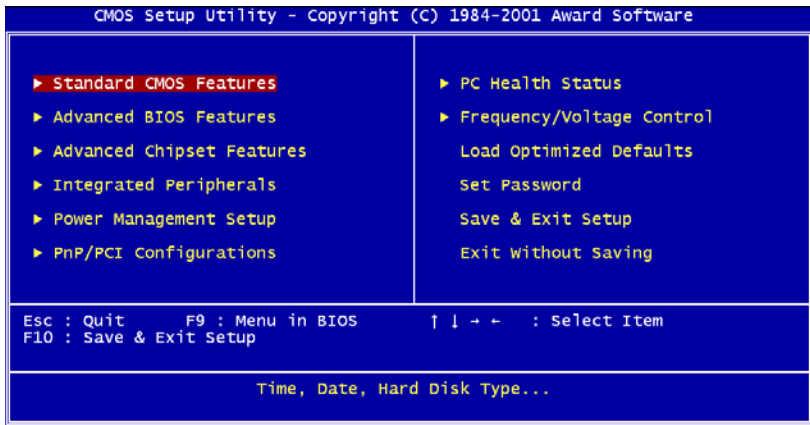 CMOS Setup Utility - Copyright (C) 1984-2001 Award Software
▶ Standard CMOS Features
▶ Advanced BIOS Features
▶ Advanced Chipset Features
▶ Integrated Peripherals
▶ Power Management Setup
▶ PnP/PCI Configurations
▶ PC Health Status
▶ Frequency/Voltage Control
Load Optimized Defaults
Set Password
Save & Exit Setup
Exit Without Saving
Esc : Quit F9 : Menu in BIOS ↑ ↓ → ← : Select Item
F10 : Save & Exit Setup
Time, Date, Hard Disk Type...